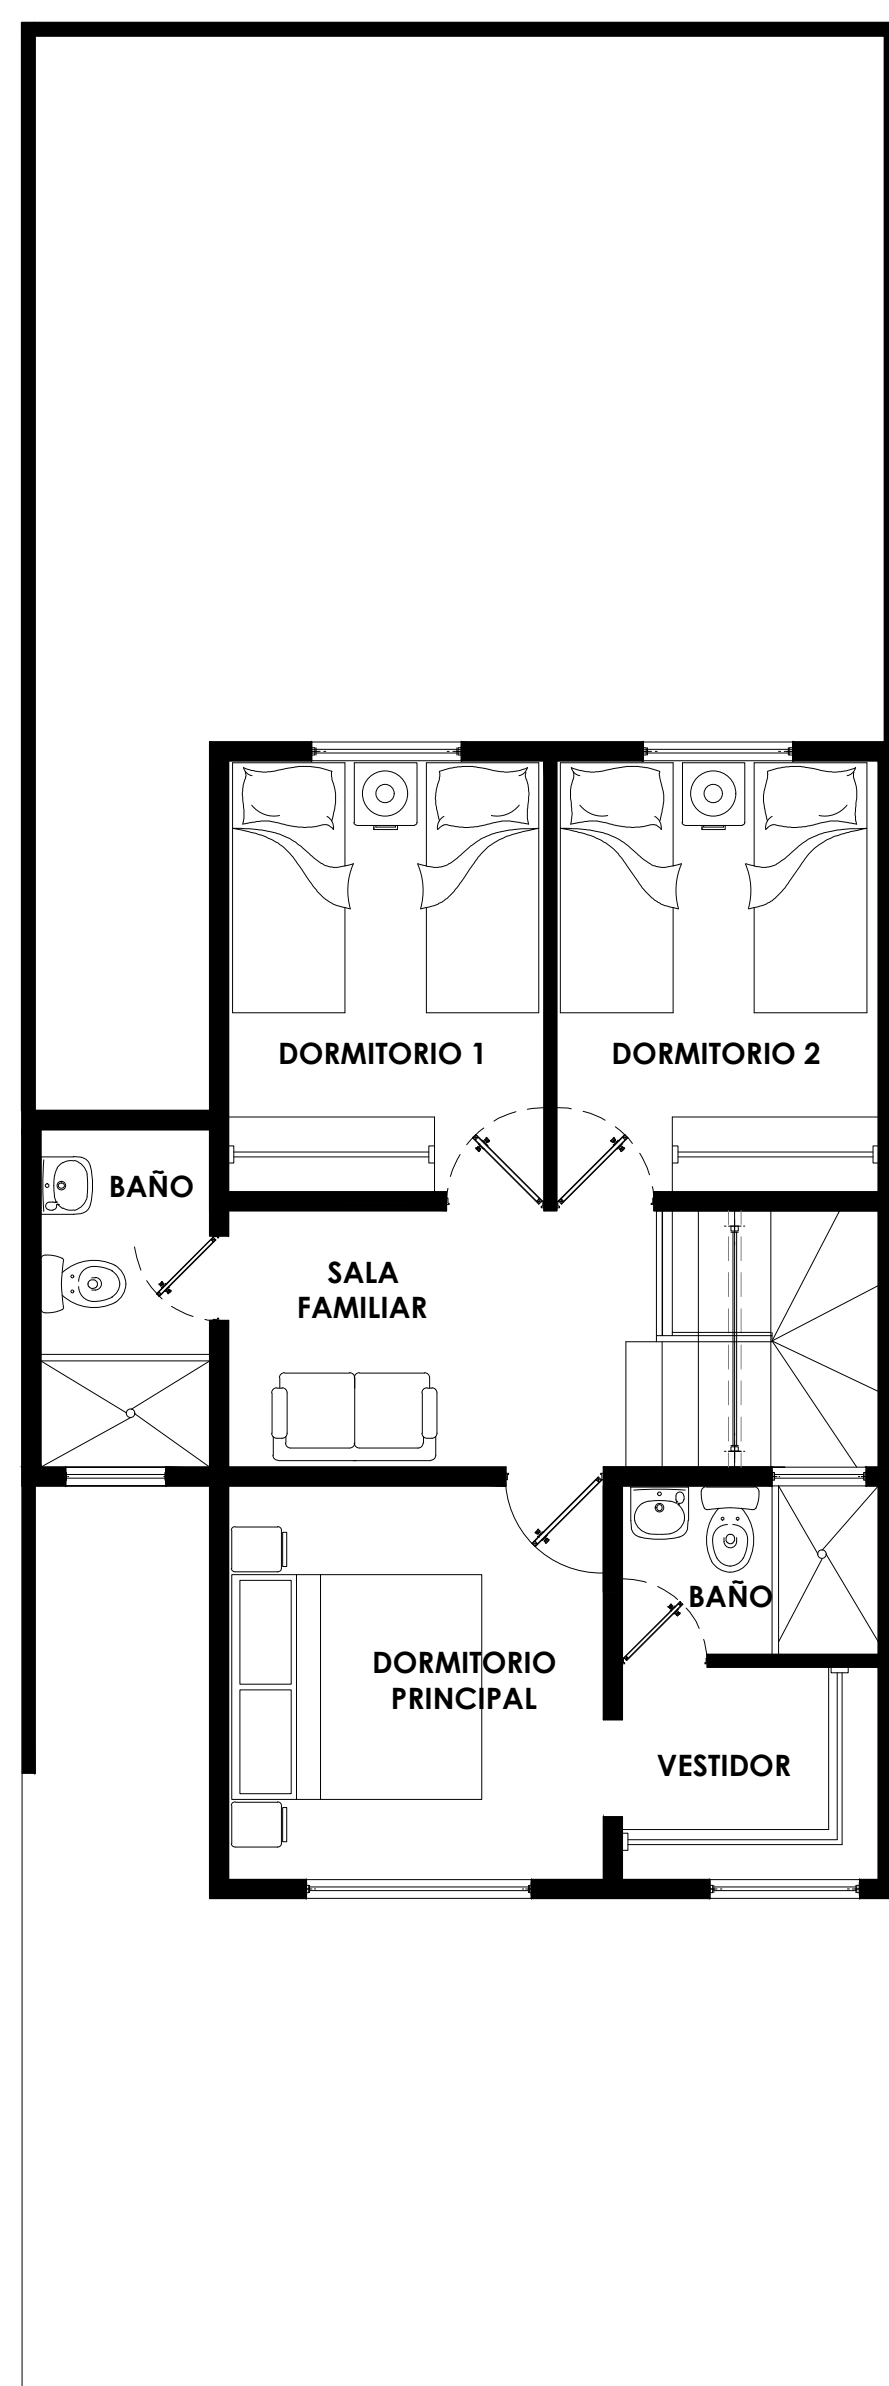 DORMITORIO 1
DORMITORIO 2
BAÑO
SALA
FAMILIAR
BAÑO
DORMITORIO
PRINCIPAL
VESTIDOR